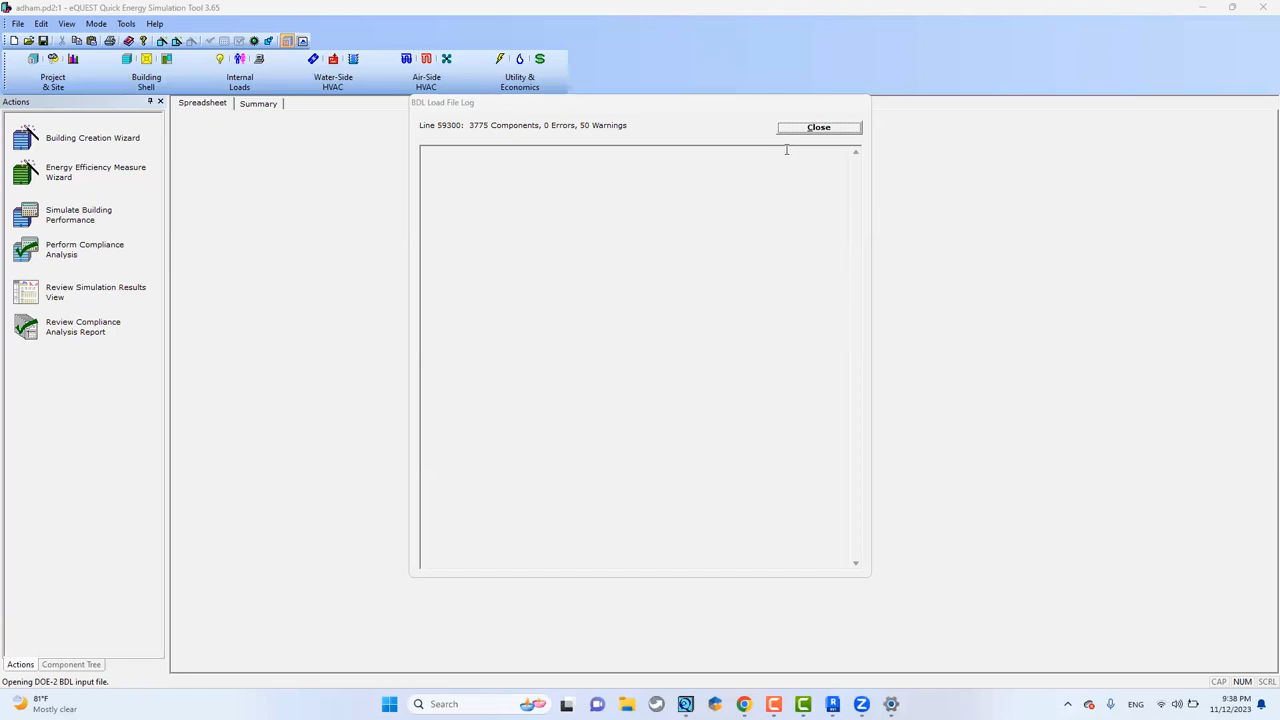 adham.pd2:1 - eQUEST Quick Energy Simulation Tool 3.65
File Edit View Mode Tools Help
Project & Site
Building Shell
Internal Loads
Water-Side HVAC
Air-Side HVAC
Utility & Economics
Actions
Building Creation Wizard
Energy Efficiency Measure
Wizard
Simulate Building
Performance
Perform Compliance
Analysis
Review Simulation Results
View
Review Compliance
Analysis Report
Actions Component Tree
Spreadsheet Summary
BDL Load File Log
Line 59300: 3775 Components, 0 Errors, 50 Warnings
Close
Opening DOE-2 BDL input file.
CAP NUM SCRL
81°F
Mostly clear
Search
ENG
9:38 PM
11/12/2023